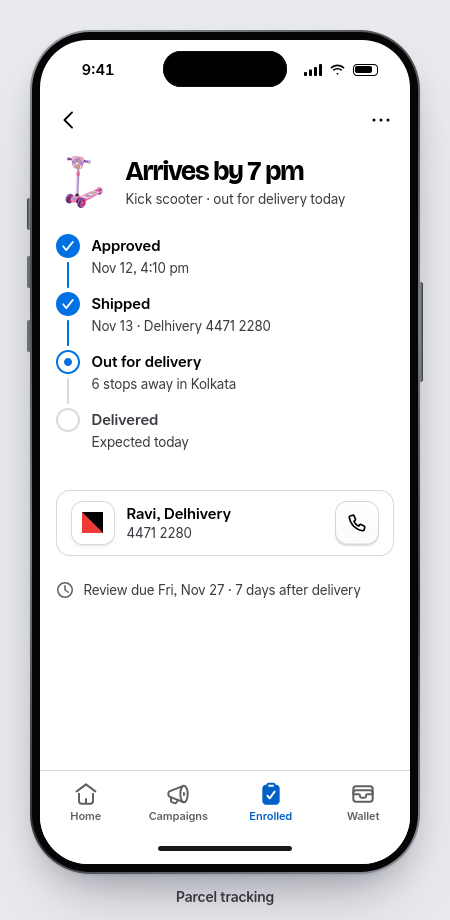 9:41
Arrives by 7 pm
Kick scooter · out for delivery today
Approved
Nov 12, 4:10 pm
Shipped
Nov 13 · Delhivery 4471 2280
Out for delivery
6 stops away in Kolkata
Delivered
Expected today
Ravi, Delhivery
4471 2280
Review due Fri, Nov 27 · 7 days after delivery
Home
Campaigns
Enrolled
Wallet
Parcel tracking